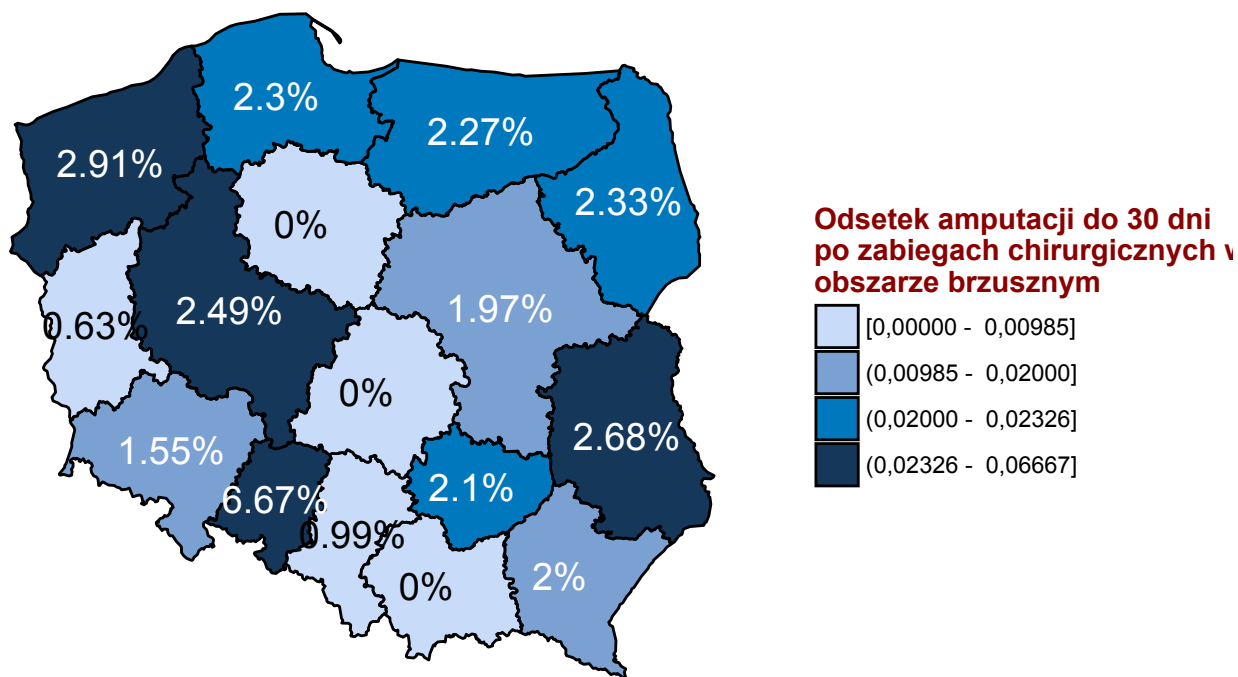 2.3%
2.27%
2.91%
2.33%
0%
Odsetek amputacji do 30 dni
po zabiegach chirurgicznych w
obszarze brzusznym
0.63%
2.49%
1.97%
[0,00000 - 0,00985]
(0,00985 - 0,02000]
0%
(0,02000 - 0,02326]
1.55%
2.68%
(0,02326 - 0,06667]
6.67%
2.1%
0.99%
0%
2%